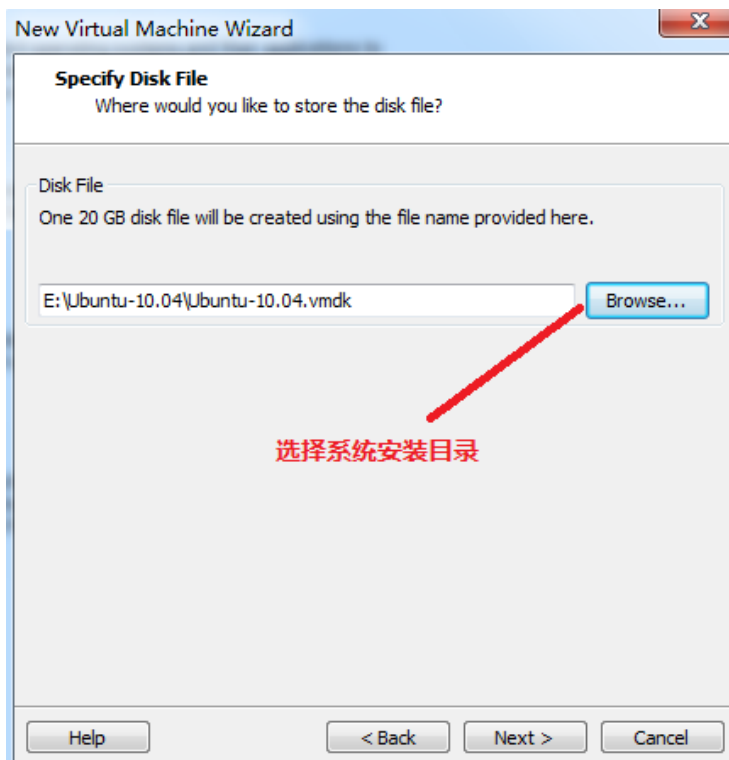 New Virtual Machine Wizard
Specify Disk File
Where would you like to store the disk file?
Disk File
One 20 GB disk file will be created using the file name provided here.
E:\Ubuntu-10.04\Ubuntu-10.04.vmdk
Browse...
选择系统安装目录
Help
< Back
Next >
Cancel